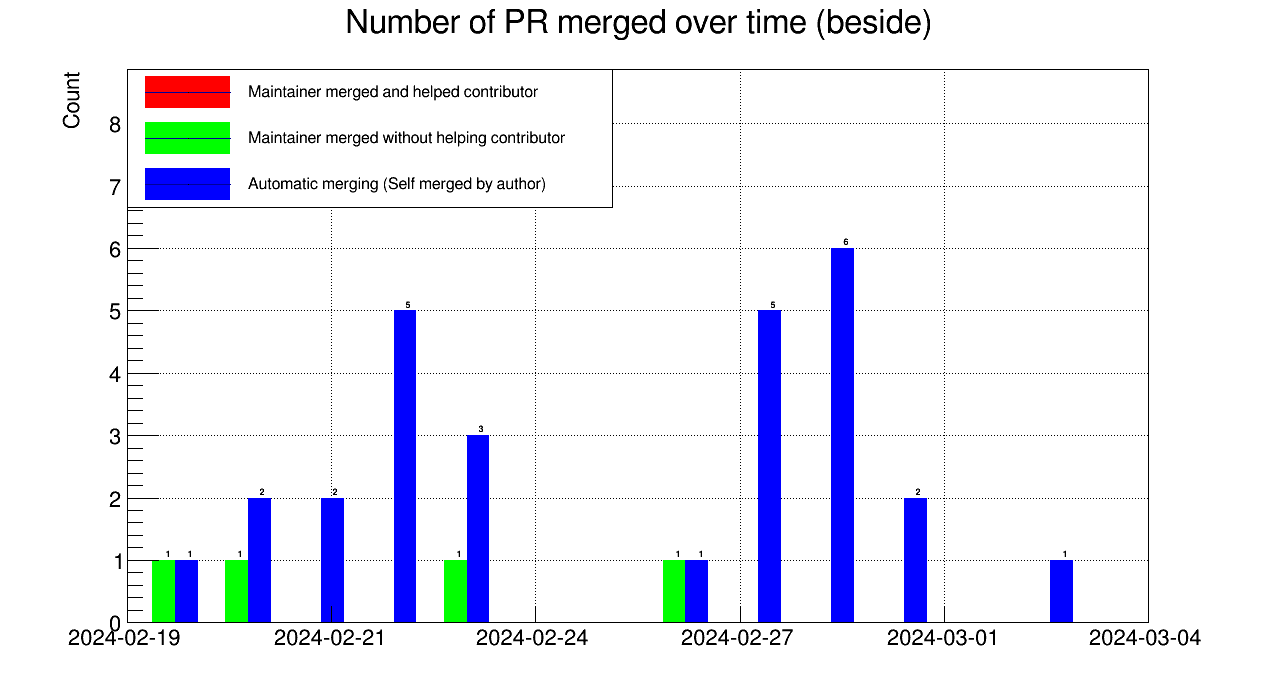 Number of PR merged over time (beside)
Count
Maintainer merged and helped contributor
Maintainer merged without helping contributor
Automatic merging (Self merged by author)
8
7
6
5
4
3
2
1
0
1 1 1 2 2 5 1 3 1 1 5 6 2 1
2024-02-19 2024-02-21 2024-02-24 2024-02-27 2024-03-01 2024-03-04